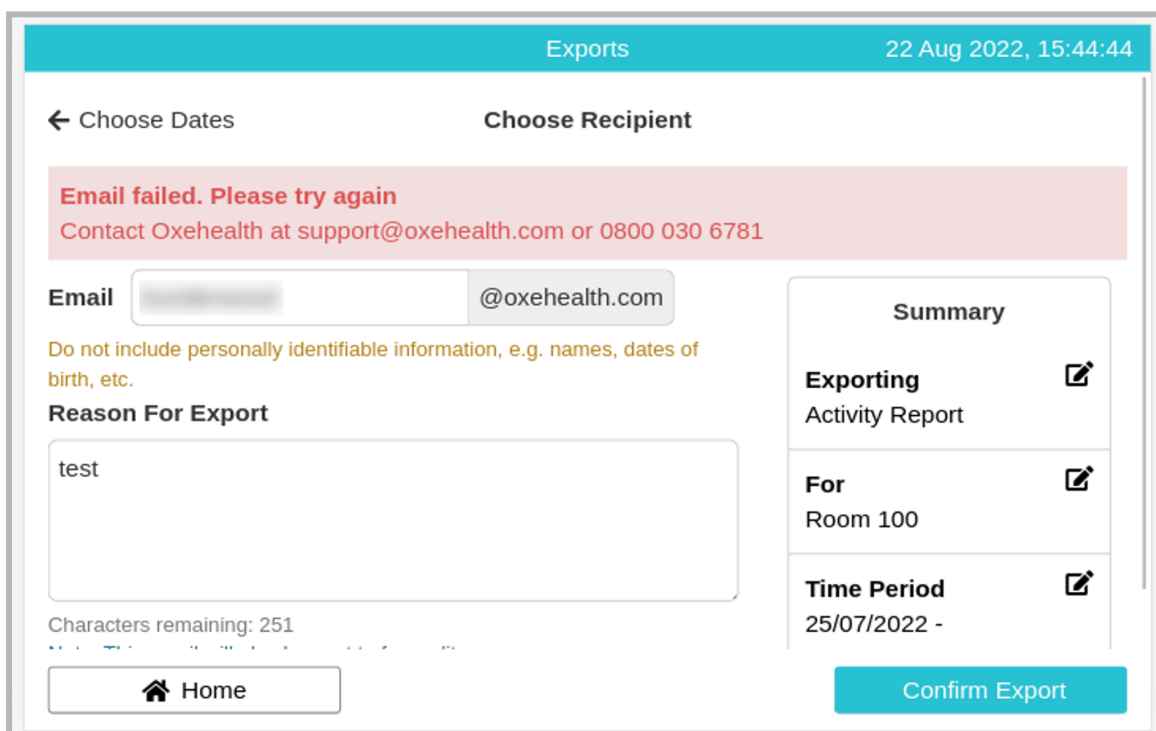 Exports
22 Aug 2022, 15:44:44
Choose Dates
Choose Recipient
Email failed. Please try again
Contact Oxehealth at support@oxehealth.com or 0800 030 6781
Email
@oxehealth.com
Do not include personally identifiable information, e.g. names, dates of
birth, etc.
Reason For Export
test
Characters remaining: 251
Summary
Exporting
Activity Report
For
Room 100
Time Period
25/07/2022 -
Home
Confirm Export